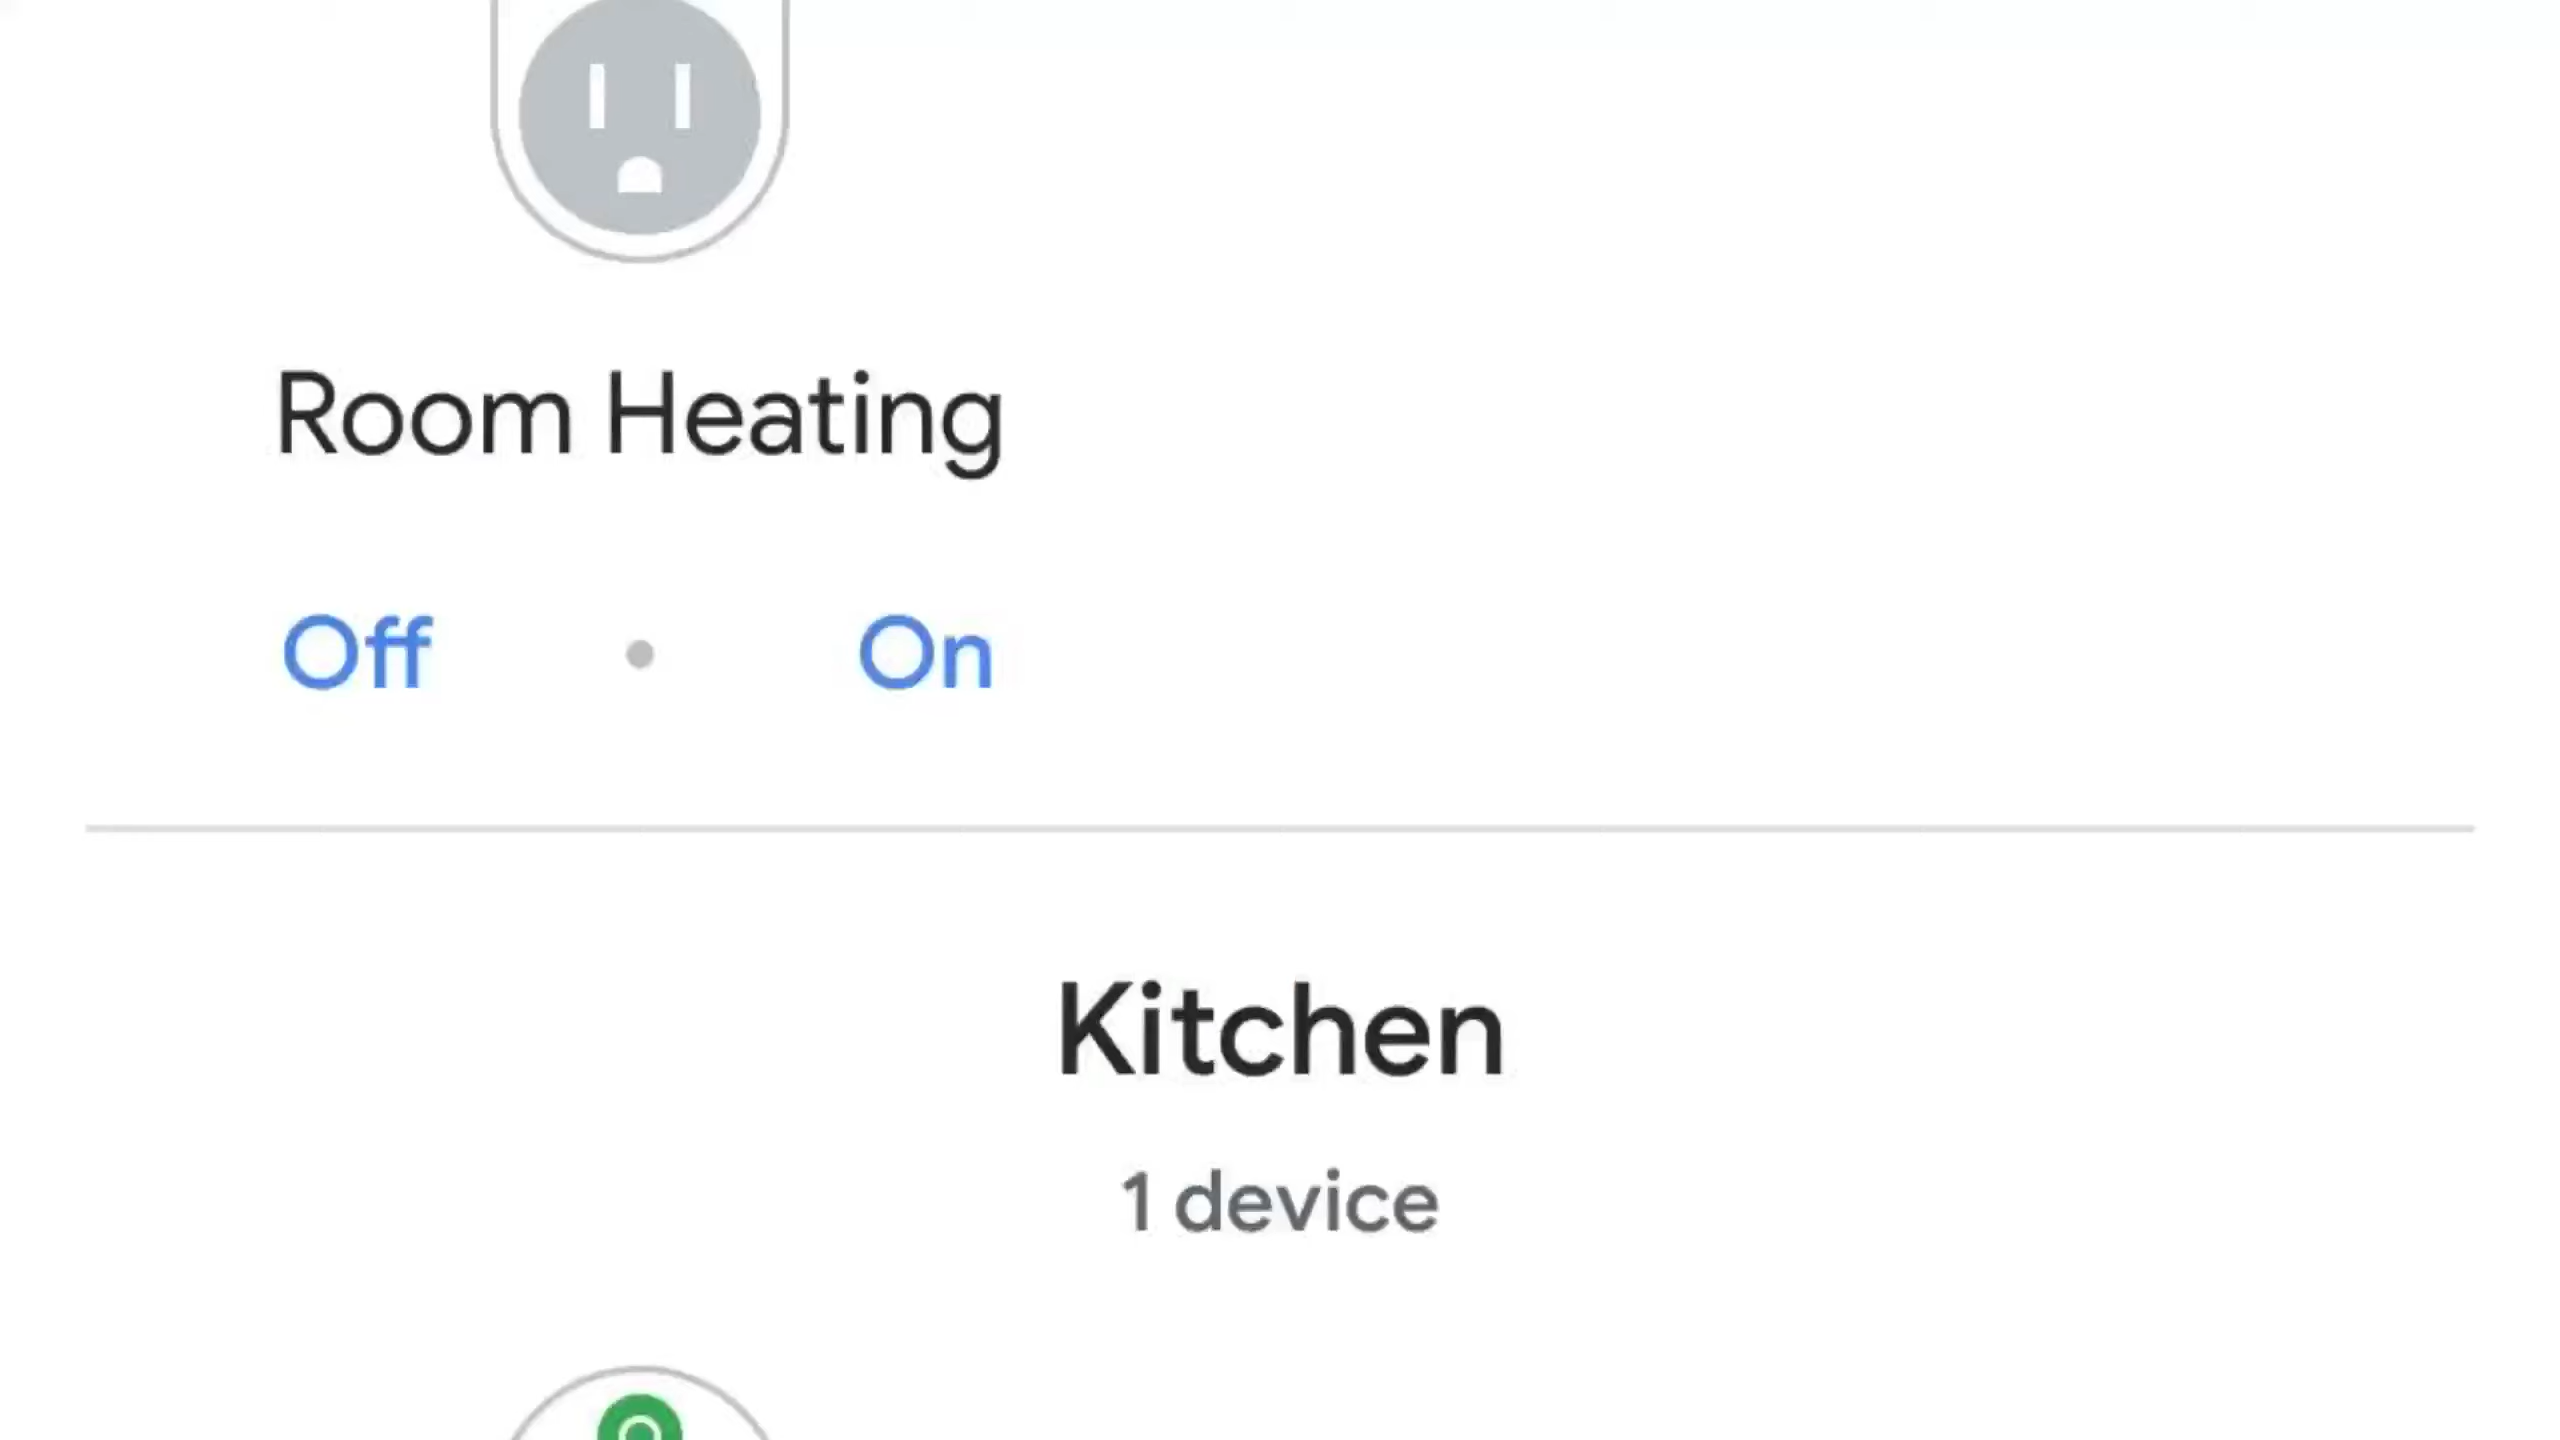 Room Heating
Off • On
Kitchen
1 device